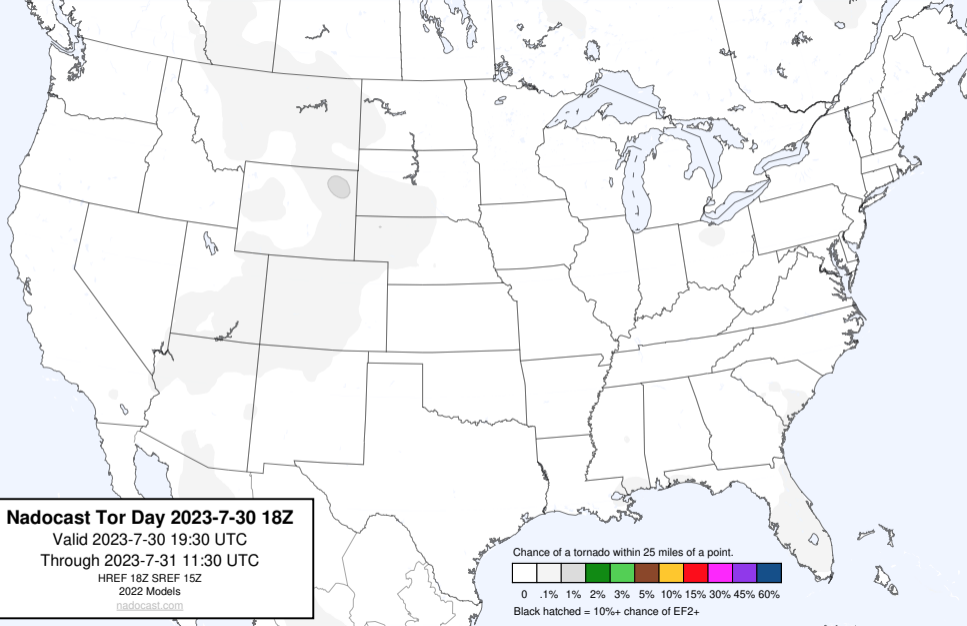 Nadocast Tor Day 2023-7-30 18Z
Valid 2023-7-30 19:30 UTC
Through 2023-7-31 11:30 UTC
HREF 18Z SREF 15Z
2022 Models
nadocast.com
Chance of a tornado within 25 miles of a point.
0 .1% 1% 2% 3% 5% 10% 15% 30% 45% 60%
Black hatched = 10%+ chance of EF2+